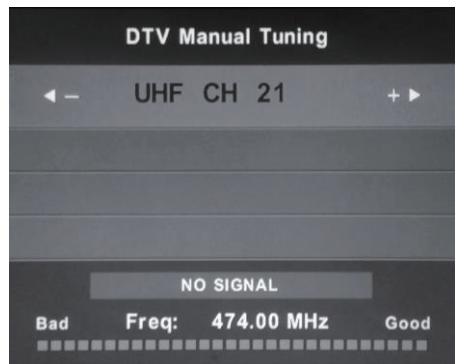 DTV Manual Tuning
◄ – UHF CH 21 + ►
NO SIGNAL
Bad Freq: 474.00 MHz Good